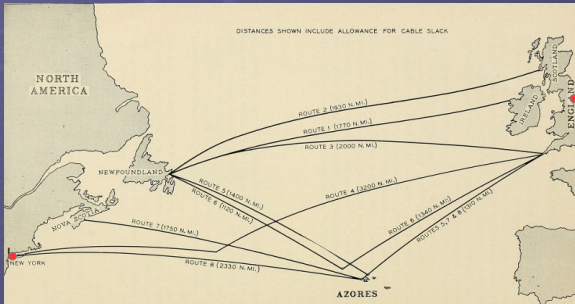 DISTANCES SHOWN INCLUDE ALLOWANCE FOR CABLE SLACK
NORTH
AMERICA
SCOTLAND
IRELAND
ENGLAND
ROUTE 2 (1930 N.MI.)
ROUTE 1 (1770 N.MI.)
ROUTE 3 (2000 N.MI.)
NEWFOUNDLAND
ROUTE 5 (1400 N.MI.)
ROUTE 6 (1120 N.MI.)
ROUTE 4 (3200 N.MI.)
NOVA SCOTIA
ROUTE 7 (1750 N.MI.)
ROUTE 6 (1340 N.MI.)
ROUTES 5,7 & 8 (1310 N.MI.)
NEW YORK
ROUTE 8 (2330 N.MI.)
AZORES